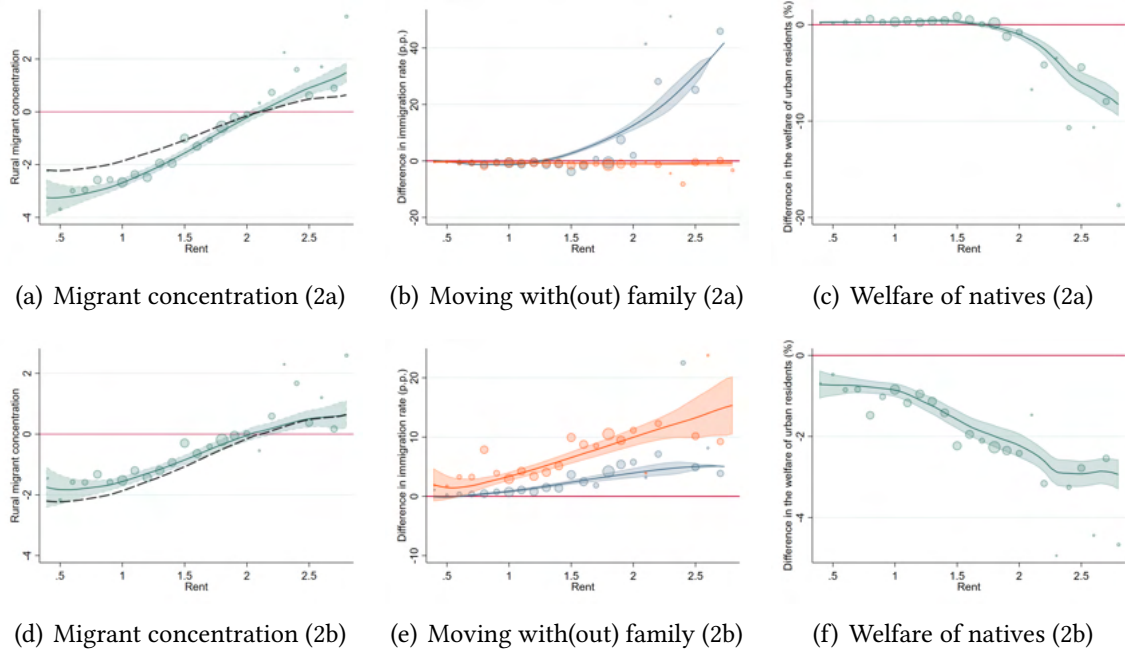 Rural migrant concentration
2
0
-2
-4
.5 1 1.5 2 2.5
Rent
(a) Migrant concentration (2a)
Difference in immigration rate (p.p.)
40
20
0
-20
.5 1 1.5 2 2.5
Rent
(b) Moving with(out) family (2a)
Difference in the welfare of urban residents (%)
0
-10
-20
.5 1 1.5 2 2.5
Rent
(c) Welfare of natives (2a)
Rural migrant concentration
2
0
-2
-4
.5 1 1.5 2 2.5
Rent
(d) Migrant concentration (2b)
Difference in immigration rate (p.p.)
20
10
0
-10
.5 1 1.5 2 2.5
Rent
(e) Moving with(out) family (2b)
Difference in the welfare of urban residents (%)
0
-2
-4
.5 1 1.5 2 2.5
Rent
(f) Welfare of natives (2b)